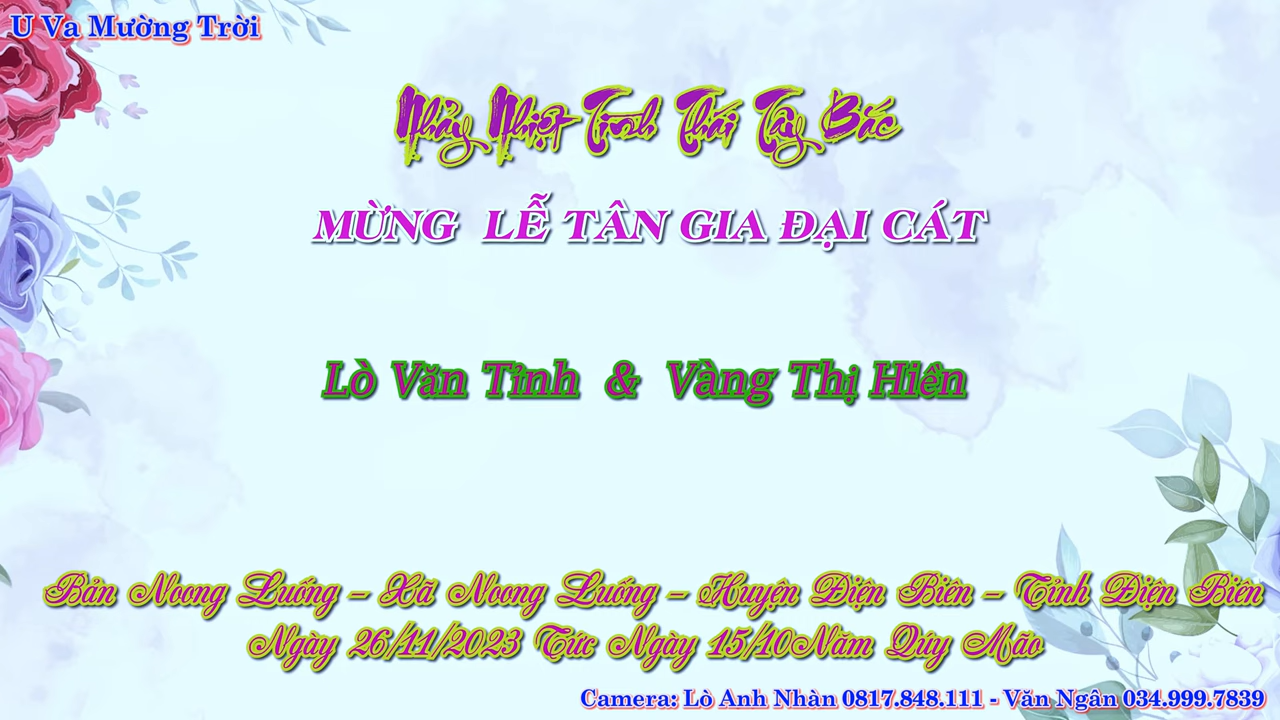 U Va Mường Trời
Nhảy Nhiệt Tình Thái Tây Bắc
MỪNG LỄ TÂN GIA ĐẠI CÁT
Lò Văn Tỉnh & Vàng Thị Hiền
Bản Noong Luống – Xã Noong Luống – Huyện Điện Biên – Tỉnh Điện Biên
Ngày 26/11/2023 Tức Ngày 15/10Năm Qúy Mão
Camera: Lò Anh Nhàn 0817.848.111 - Văn Ngân 034.999.7839